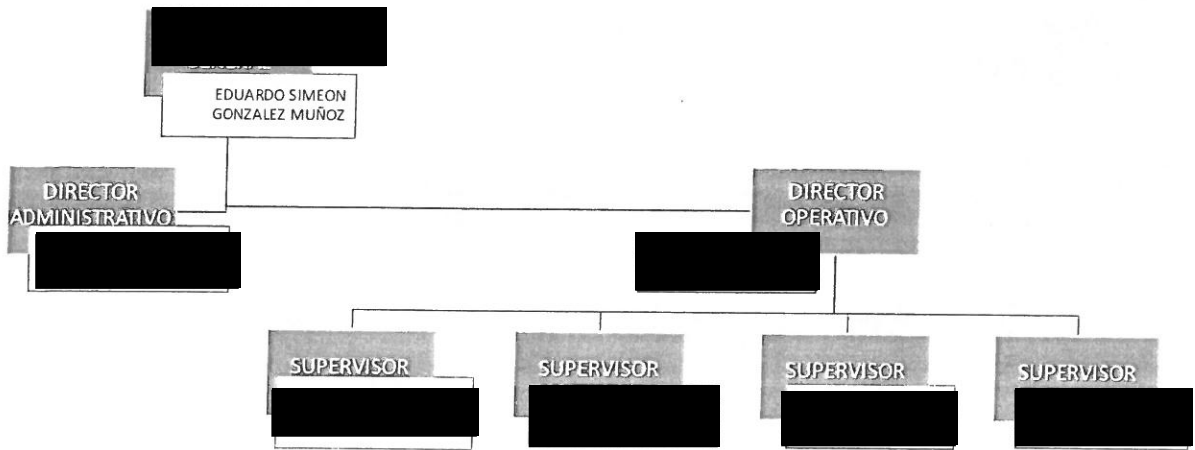 EDUARDO SIMEON
GONZALEZ MUÑOZ
DIRECTOR
ADMINISTRATIVO
DIRECTOR
OPERATIVO
SUPERVISOR
SUPERVISOR
SUPERVISOR
SUPERVISOR